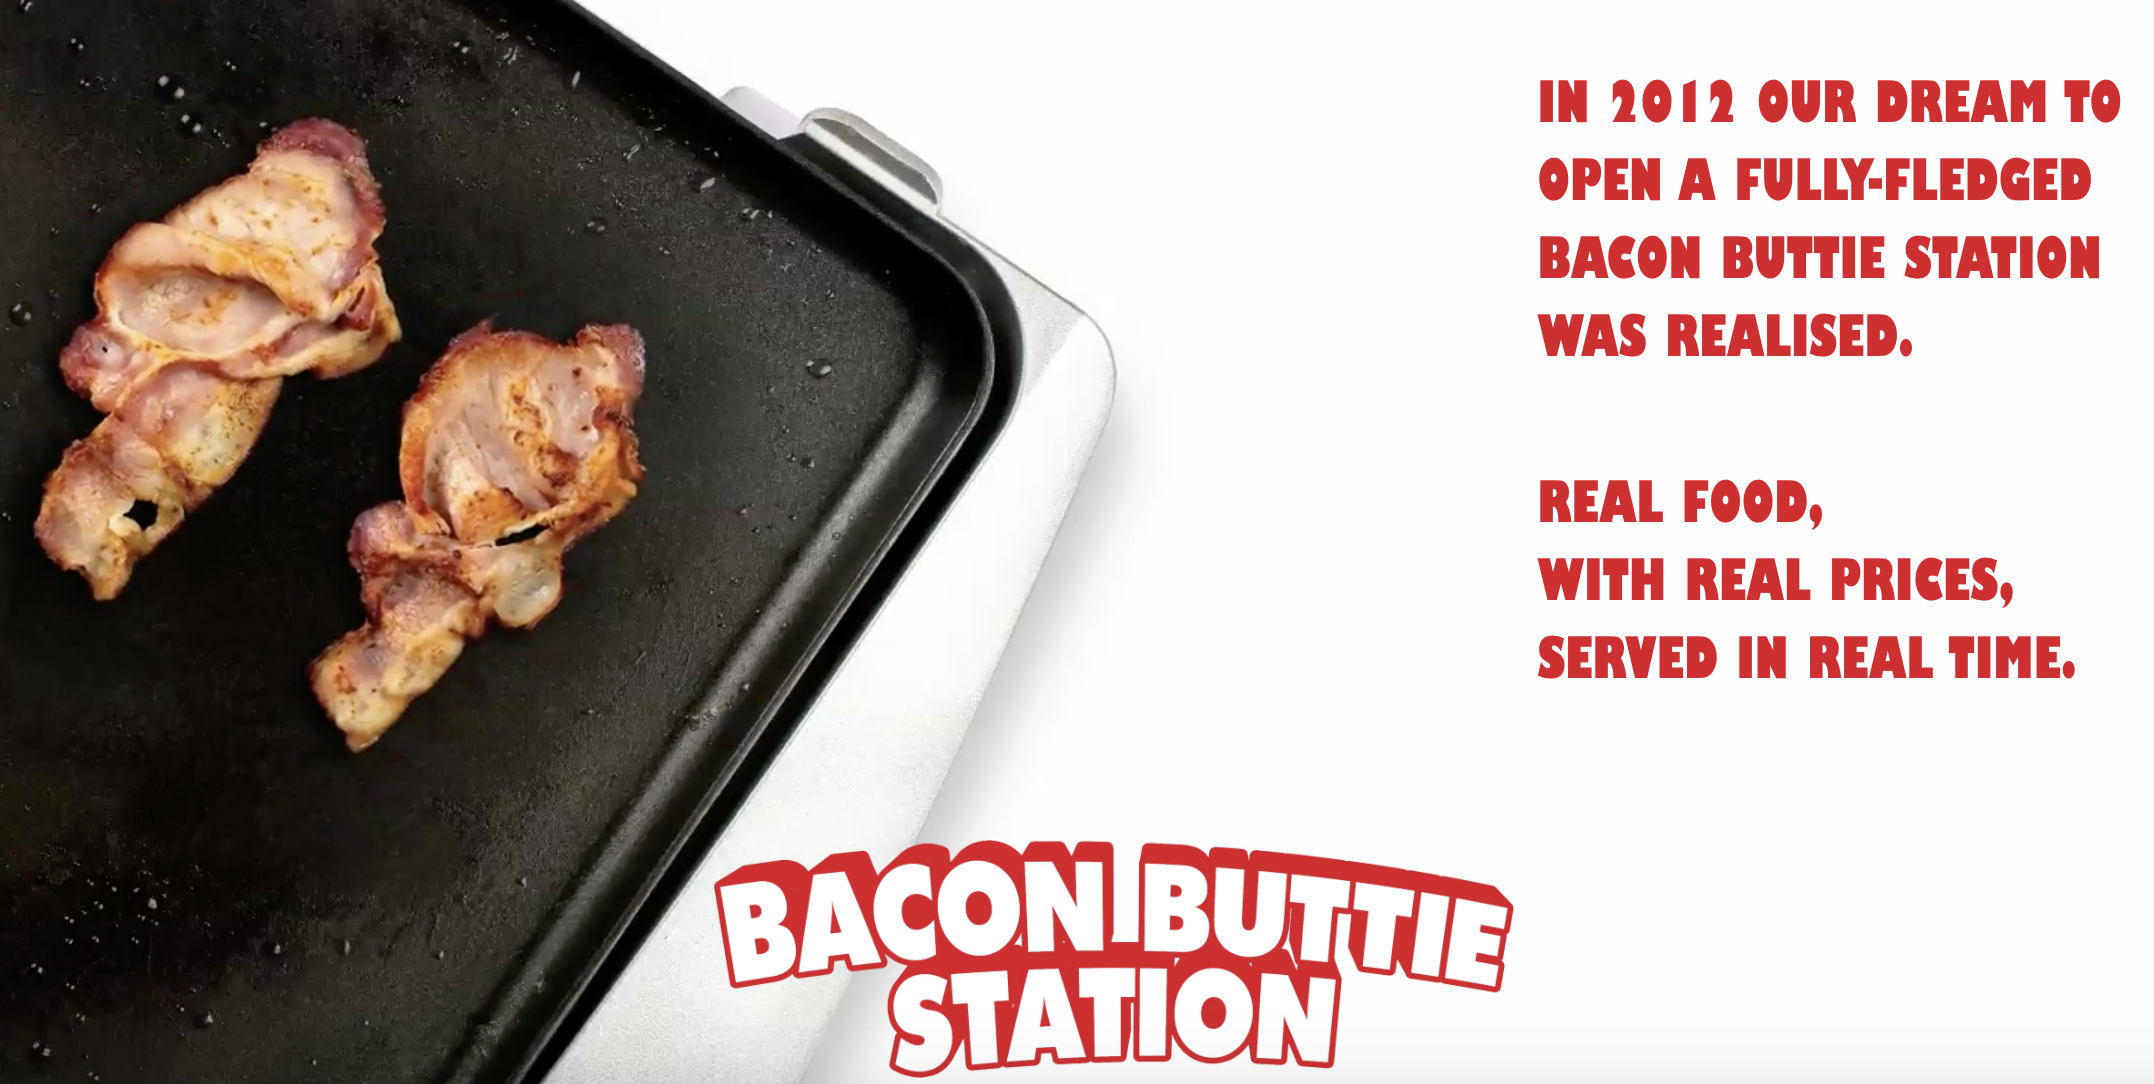 IN 2012 OUR DREAM TO
OPEN A FULLY-FLEDGED
BACON BUTTIE STATION
WAS REALISED.
REAL FOOD,
WITH REAL PRICES,
SERVED IN REAL TIME.
BACON BUTTIE
STATION